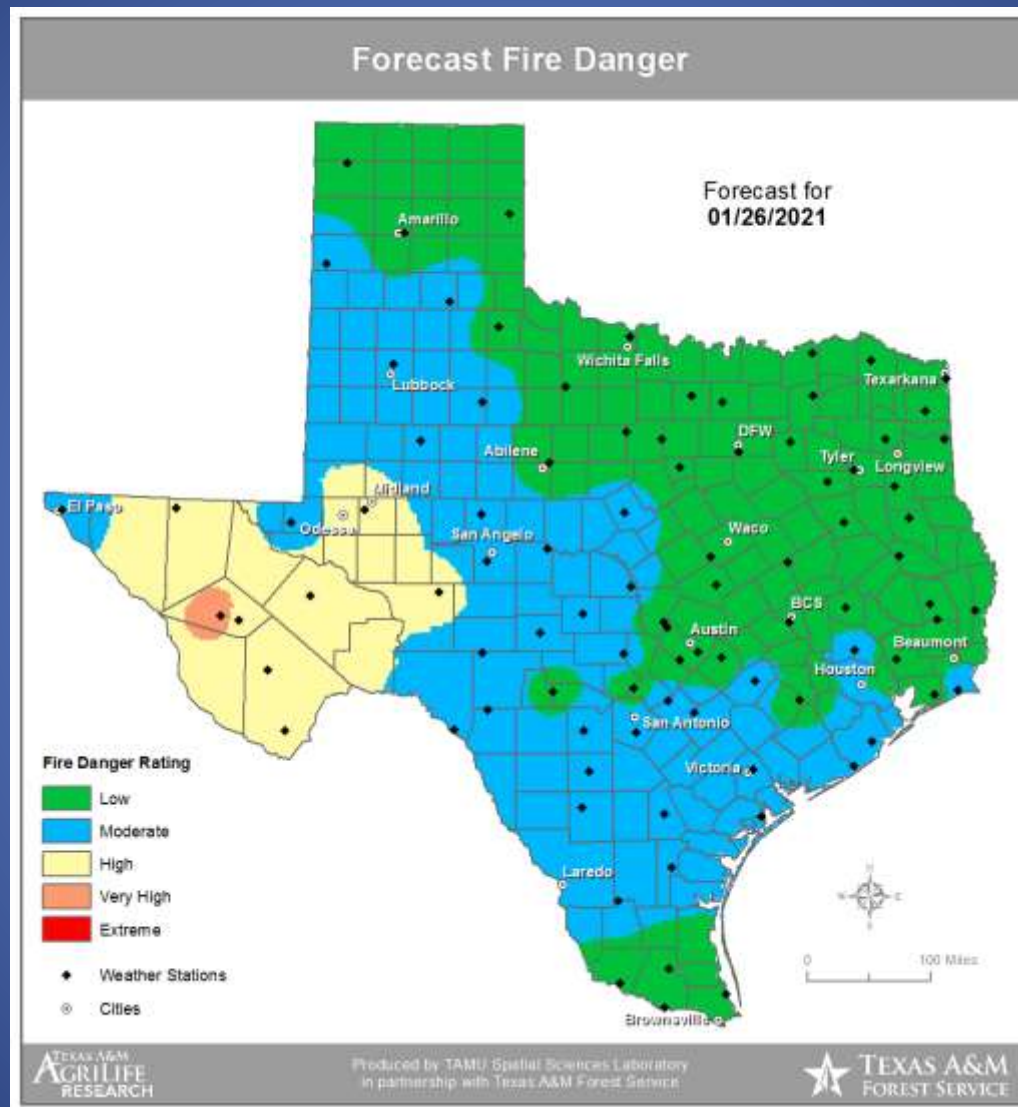 Forecast Fire Danger
Forecast for
01/26/2021
Amarillo
Wichita Falls
Lubbock
Texarkana
DFW
Abilene
Tyler
Longview
Midland
El Paso
Odessa
San Angelo
Waco
BCS
Austin
Beaumont
Houston
San Antonio
Victoria
Laredo
Brownsville
Fire Danger Rating
Low
Moderate
High
Very High
Extreme
Weather Stations
Cities
N
W E
S
0 100 Miles
TEXAS A&M
AGRILIFE
RESEARCH
Produced by TAMU Spatial Sciences Laboratory
in partnership with Texas A&M Forest Service
TEXAS A&M
FOREST SERVICE